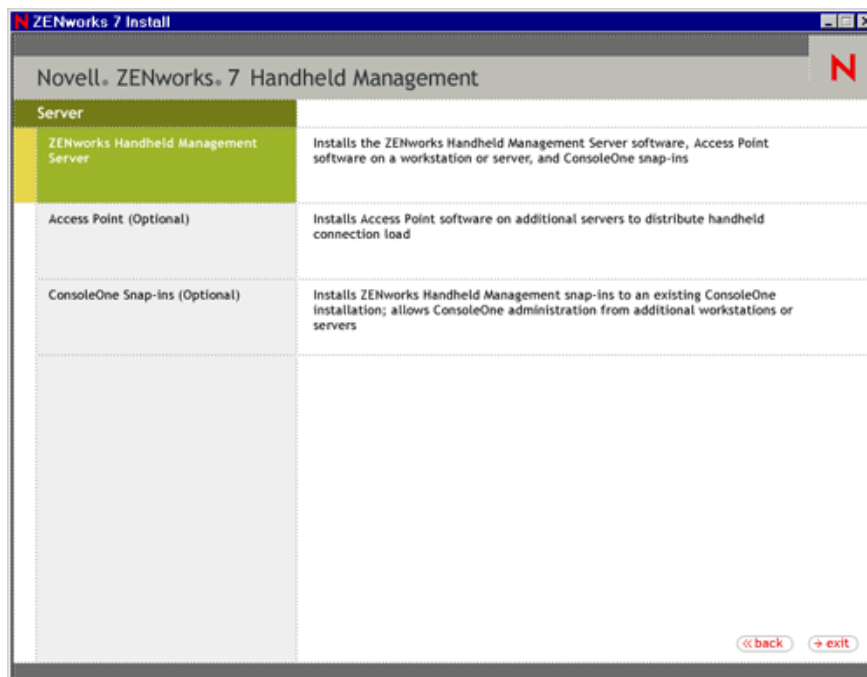 N ZENworks 7 Install
Novell® ZENworks® 7 Handheld Management
N
Server
ZENworks Handheld Management
Server
Installs the ZENworks Handheld Management Server software, Access Point
software on a workstation or server, and ConsoleOne snap-ins
Access Point (Optional)
Installs Access Point software on additional servers to distribute handheld
connection load
ConsoleOne Snap-ins (Optional)
Installs ZENworks Handheld Management snap-ins to an existing ConsoleOne
installation; allows ConsoleOne administration from additional workstations or
servers
«back
→ exit